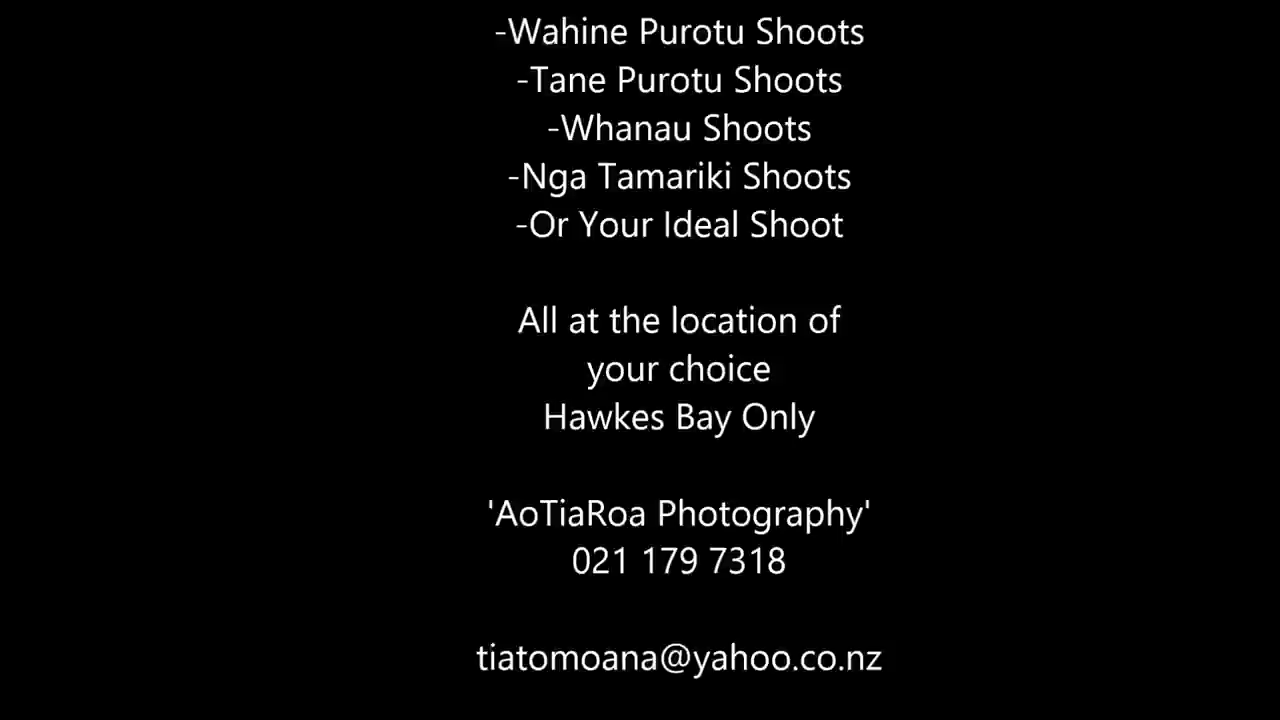 -Wahine Purotu Shoots
-Tane Purotu Shoots
-Whanau Shoots
-Nga Tamariki Shoots
-Or Your Ideal Shoot
All at the location of
your choice
Hawkes Bay Only
'AoTiaRoa Photography'
021 179 7318
tiatomoana@yahoo.co.nz